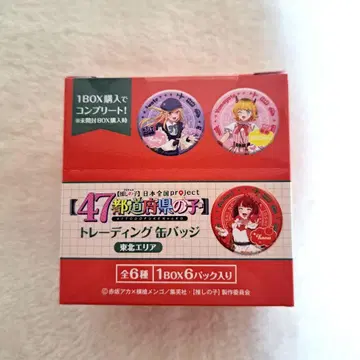 1BOX購入で
コンプリート!
※未開封BOX購入時
【推しの子】日本全国project
【47都道府県の子】
トレーディング缶バッジ
東北エリア
全6種 1BOX6パック入り
©赤坂アカ×横槍メンゴ/集英社・【推しの子】製作委員会